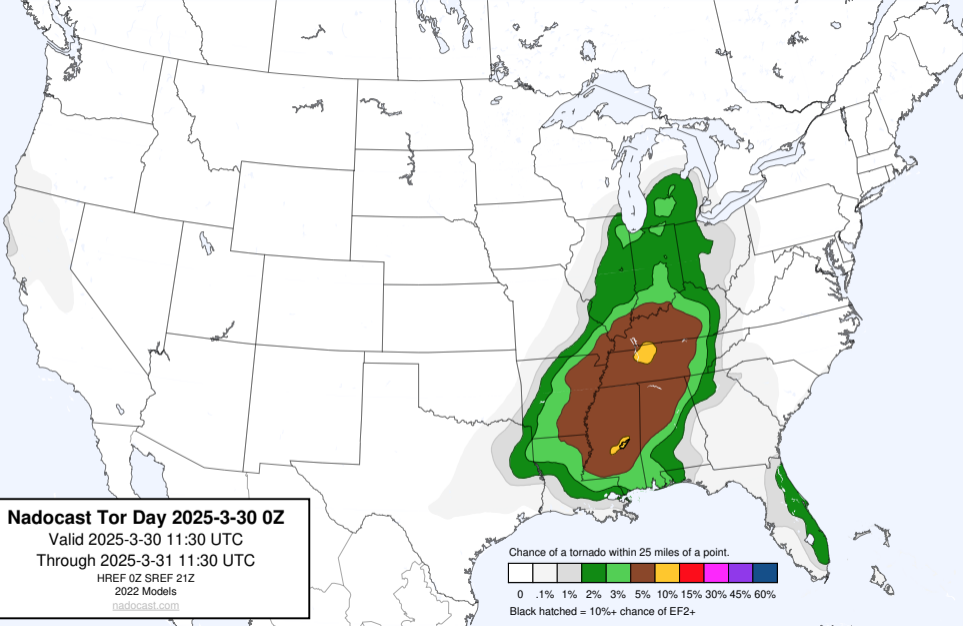 Nadocast Tor Day 2025-3-30 0Z
Valid 2025-3-30 11:30 UTC
Through 2025-3-31 11:30 UTC
HREF 0Z SREF 21Z
2022 Models
nadocast.com
Chance of a tornado within 25 miles of a point.
0 .1% 1% 2% 3% 5% 10% 15% 30% 45% 60%
Black hatched = 10%+ chance of EF2+